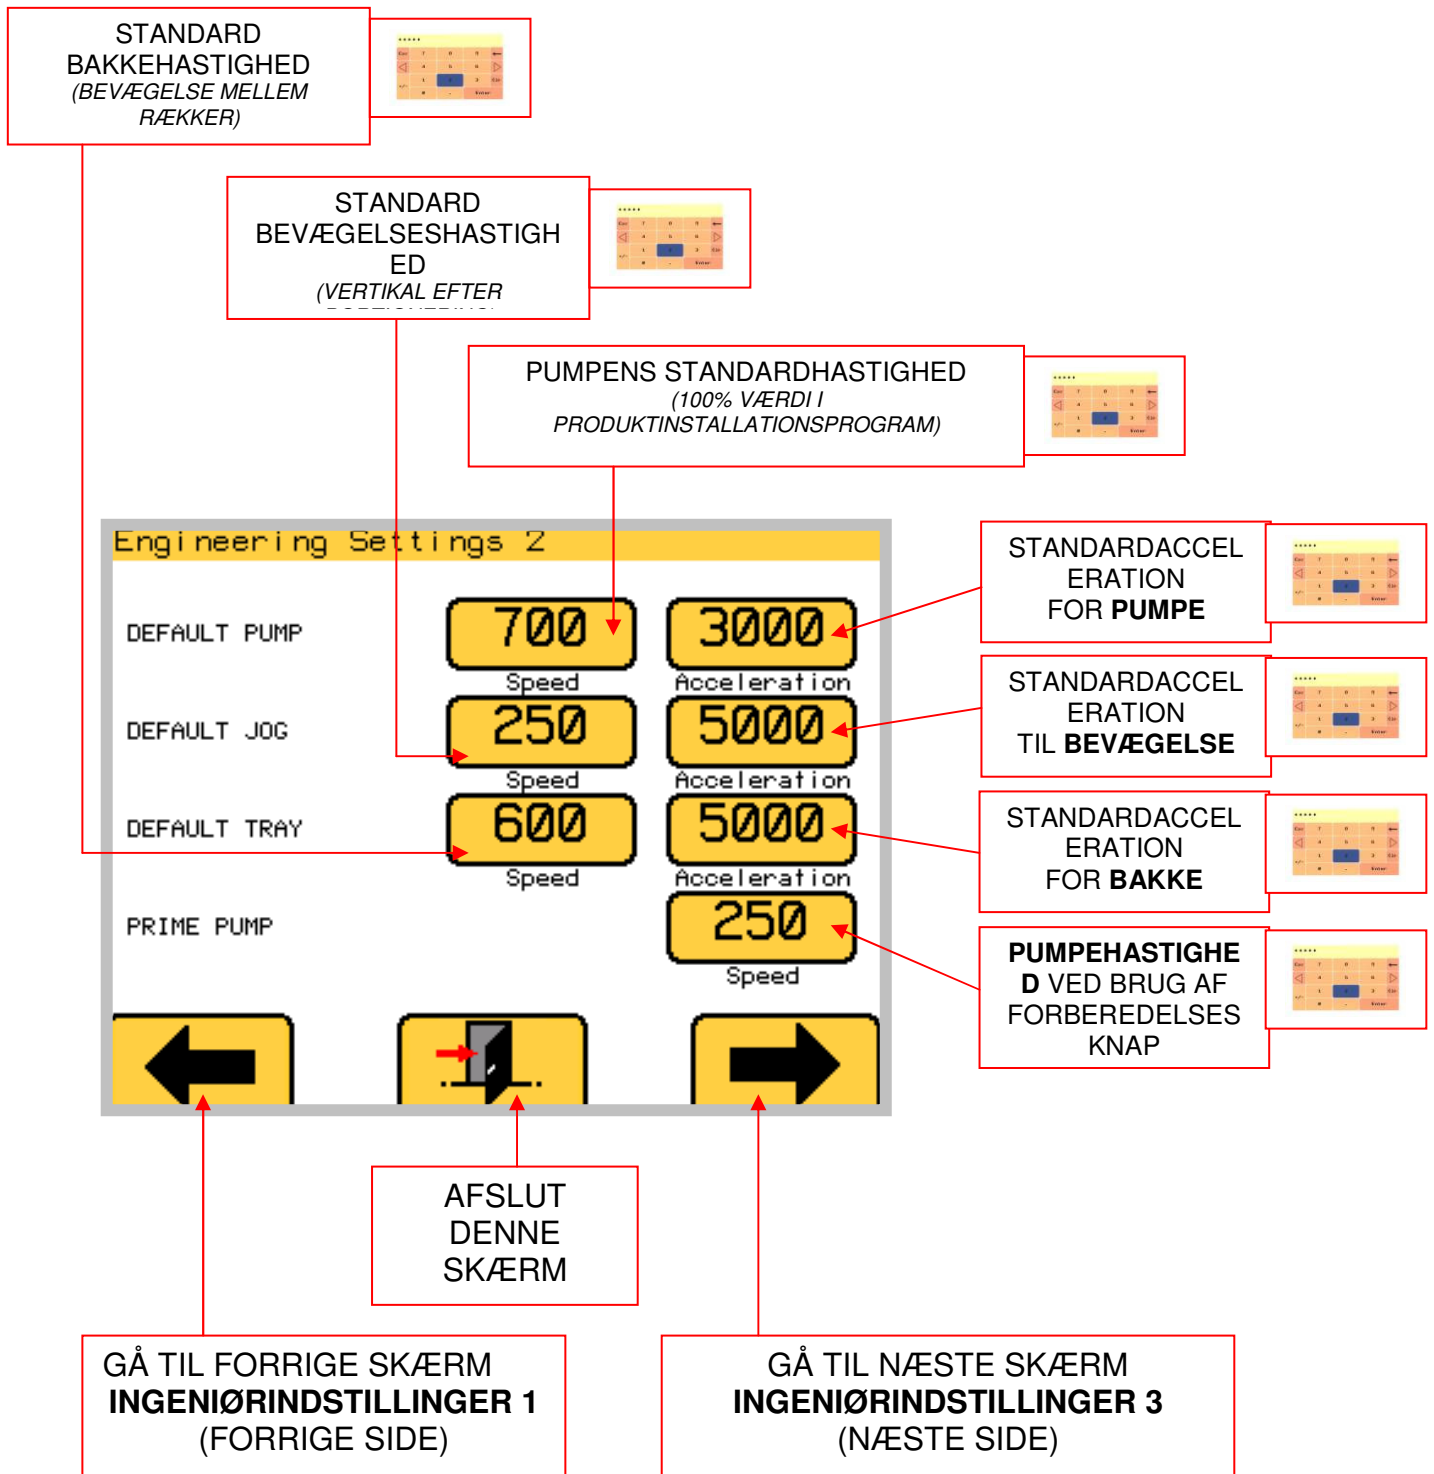 STANDARD
BAKKEHASTIGHED
(BEVÆGELSE MELLEM
RÆKKER)
STANDARD
BEVÆGELSESHASTIGH
ED
(VERTIKAL EFTER
PUMPENS STANDARDHASTIGHED
(100% VÆRDI I
PRODUKTINSTALLATIONSPROGRAM)
Engineering Settings 2
DEFAULT PUMP
700
3000
Speed
Acceleration
DEFAULT JOG
250
5000
Speed
Acceleration
DEFAULT TRAY
600
5000
Speed
Acceleration
PRIME PUMP
250
Speed
STANDARDACCEL
ERATION
FOR PUMPE
STANDARDACCEL
ERATION
TIL BEVÆGELSE
STANDARDACCEL
ERATION
FOR BAKKE
PUMPEHASTIGHE
D VED BRUG AF
FORBEREDELSES
KNAP
AFSLUT
DENNE
SKÆRM
GÅ TIL FORRIGE SKÆRM
INGENIØRINDSTILLINGER 1
(FORRIGE SIDE)
GÅ TIL NÆSTE SKÆRM
INGENIØRINDSTILLINGER 3
(NÆSTE SIDE)